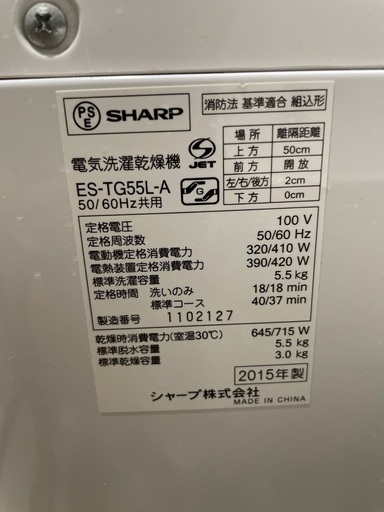 PSE SHARP
消防法 基準適合 組込形
場所 離隔距離
上方 50cm
前方 開放
左/右/後方 2cm
下方 0cm
電気洗濯乾燥機
S JET
ES-TG55L-A
50/60Hz共用
G
定格電圧 100 V
定格周波数 50/60 Hz
電動機定格消費電力 320/410 W
電熱装置定格消費電力 390/420 W
標準洗濯容量 5.5 kg
定格時間 洗いのみ 18/18 min
標準コース 40/37 min
製造番号 1102127
乾燥時消費電力(室温30℃) 645/715 W
標準脱水容量 5.5 kg
標準乾燥容量 3.0 kg
2015年製
シャープ株式会社
MADE IN CHINA